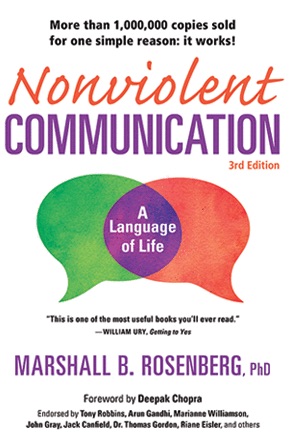 More than 1,000,000 copies sold
for one simple reason: it works!
Nonviolent
COMMUNICATION
3rd Edition
A
Language
of Life
"This is one of the most useful books you'll ever read."
—WILLIAM URY, Getting to Yes
MARSHALL B. ROSENBERG, PhD
Foreword by Deepak Chopra
Endorsed by Tony Robbins, Arun Gandhi, Marianne Williamson,
John Gray, Jack Canfield, Dr. Thomas Gordon, Riane Eisler, and others